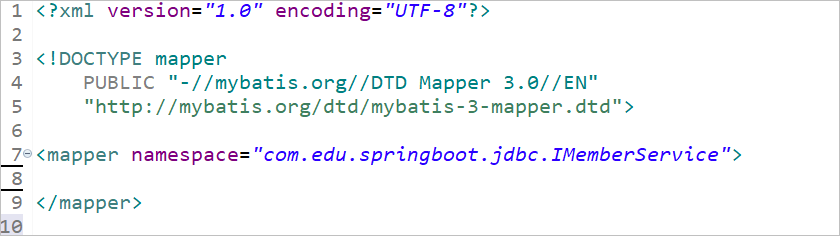 1 <?xml version="1.0" encoding="UTF-8"?>
2
3 <!DOCTYPE mapper
4     PUBLIC "-//mybatis.org//DTD Mapper 3.0//EN"
5     "http://mybatis.org/dtd/mybatis-3-mapper.dtd">
6
7 <mapper namespace="com.edu.springboot.jdbc.IMemberService">
8
9 </mapper>
10